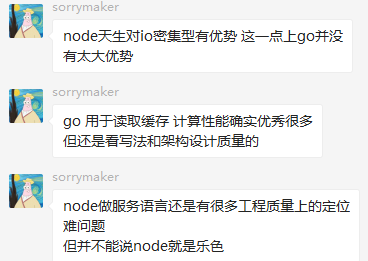 sorrymaker
node天生对io密集型有优势 这一点上go并没
有太大优势
sorrymaker
go 用于读取缓存 计算性能确实优秀很多
但还是看写法和架构设计质量的
sorrymaker
node做服务语言还是有很多工程质量上的定位
难问题
但并不能说node就是乐色